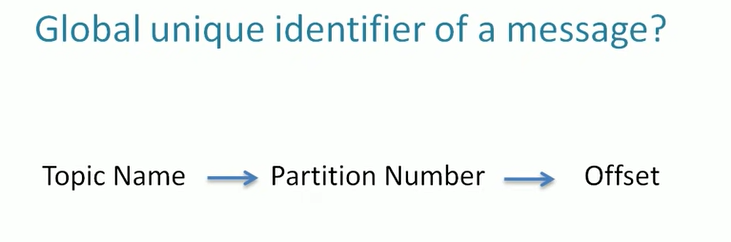 Global unique identifier of a message?
Topic Name Partition Number Offset